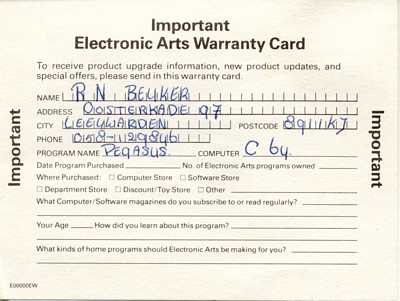 Important
Electronic Arts Warranty Card
To receive product upgrade information, new product updates, and
special offers, please send in this warranty card.
NAME R N BEUKER
ADDRESS OOSTERKADE 97
CITY LEEUWARDEN POSTCODE 8911KJ
PHONE 058-129846
PROGRAM NAME PEGASUS. COMPUTER C 64.
Date Program Purchased No. of Electronic Arts programs owned
Where Purchased: □ Computer Store □ Software Store
□ Department Store □ Discount/Toy Store □ Other
What Computer/Software magazines do you subscribe to or read regularly?
Your Age How did you learn about this program?
What kinds of home programs should Electronic Arts be making for you?
E00000EW
Important
Important